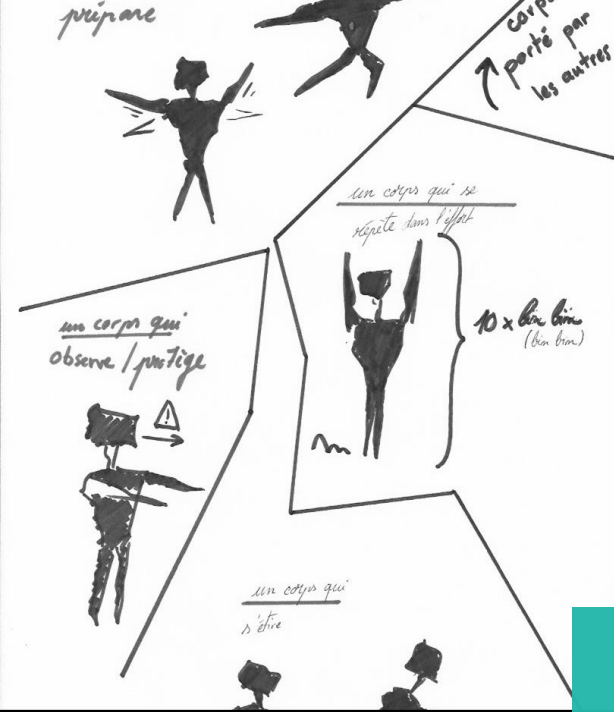 prépare
corps
porté par
les autres
un corps qui se
répète dans l'effort
10 x bim bim
(bim bim)
un corps qui
observe / protège
un corps qui
s'étire